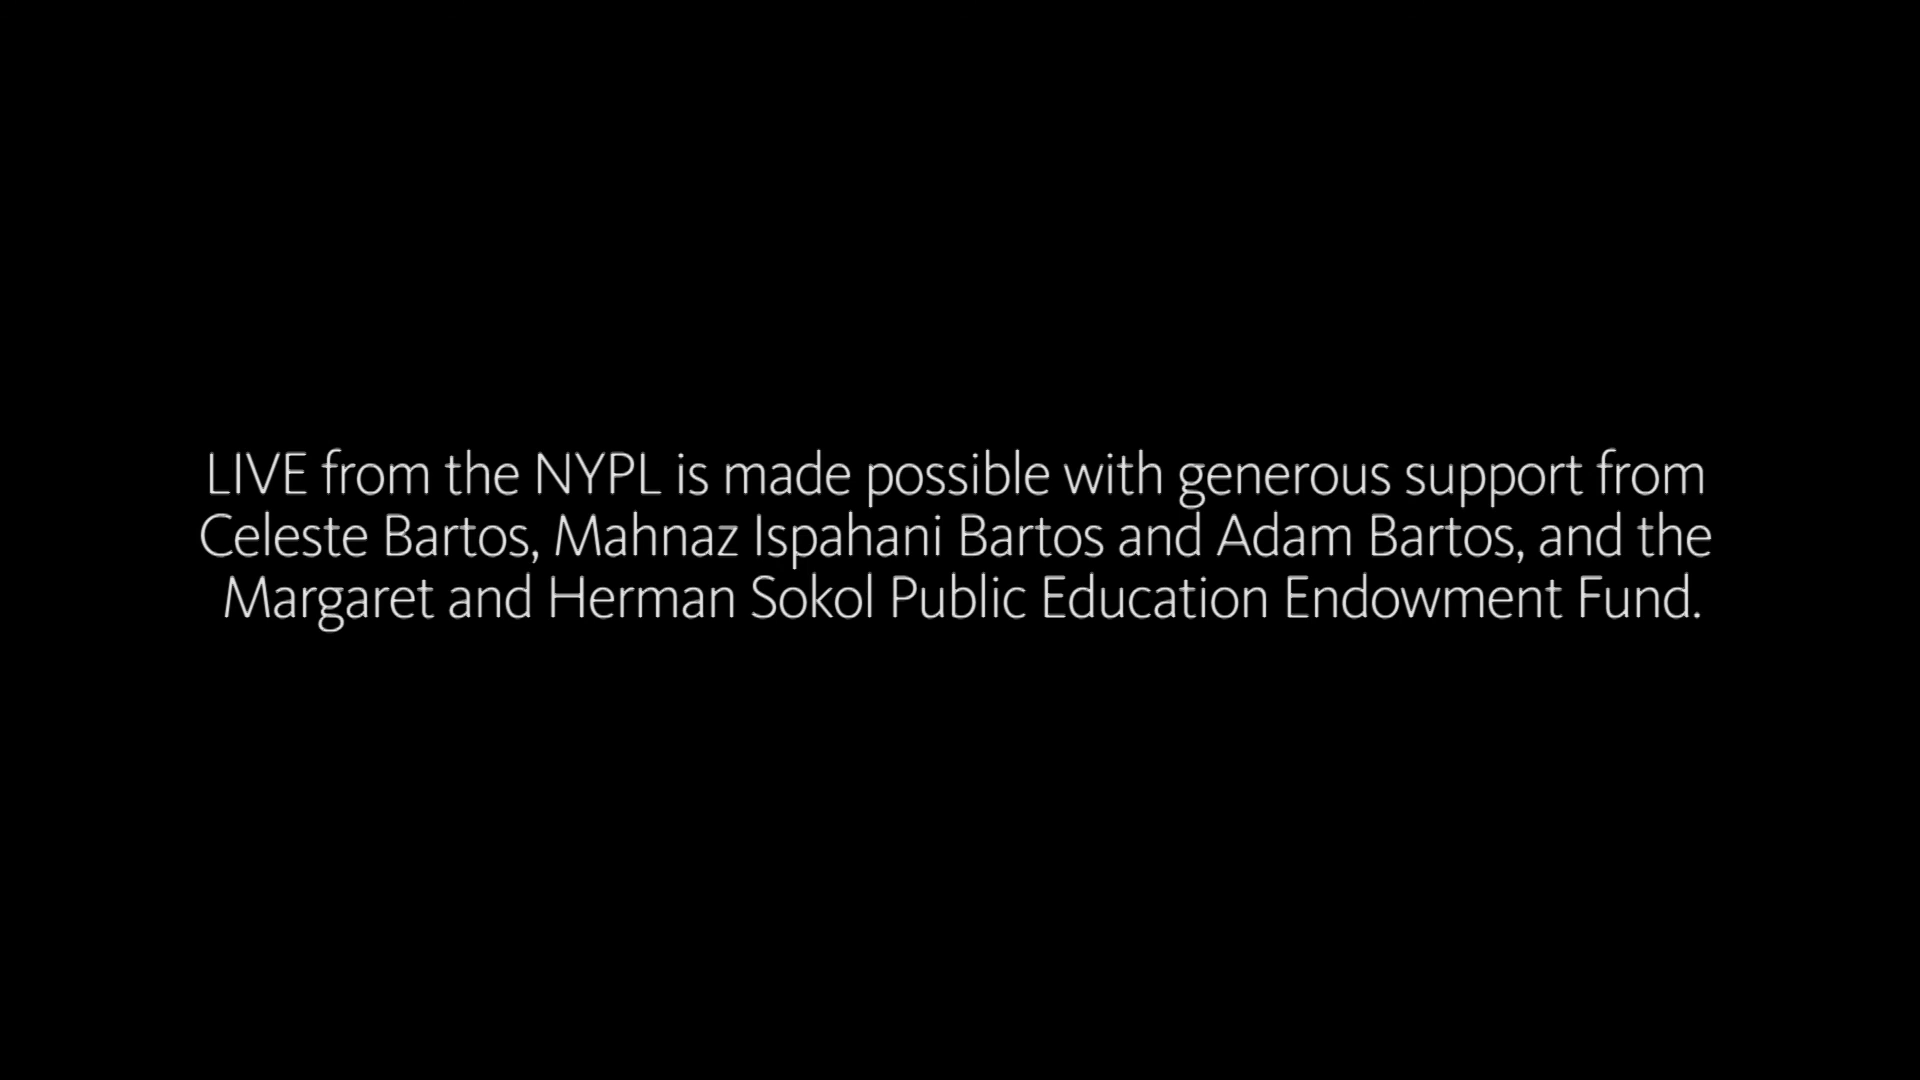 LIVE from the NYPL is made possible with generous support from
Celeste Bartos, Mahnaz Ispahani Bartos and Adam Bartos, and the
Margaret and Herman Sokol Public Education Endowment Fund.